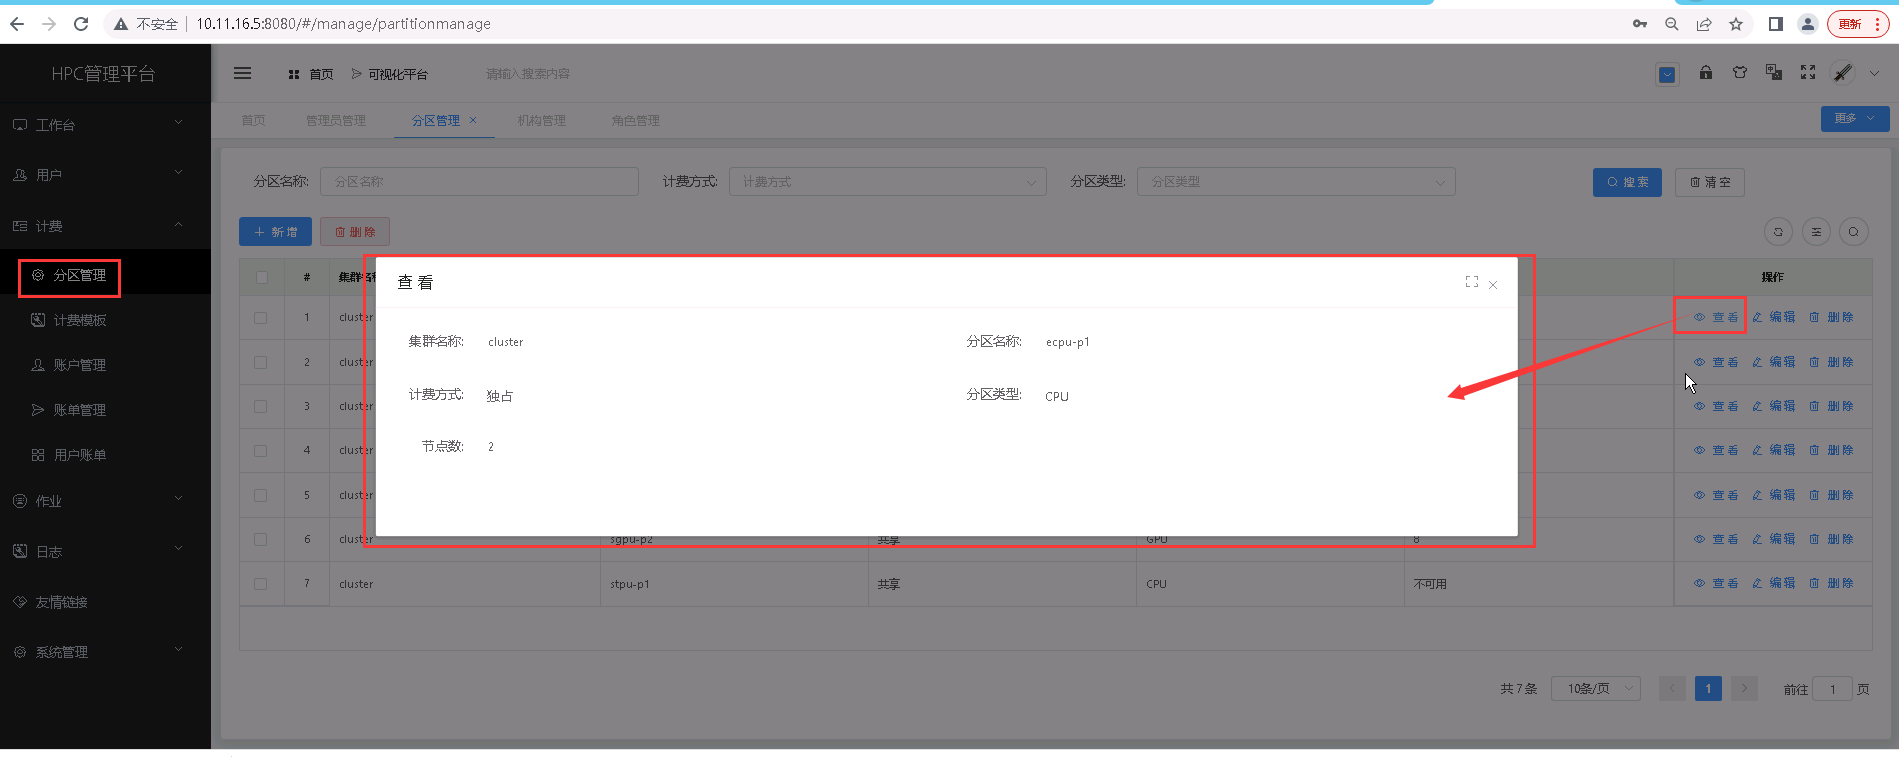 不安全 | 10.11.16.5:8080/#/manage/partitionmanage
更新
HPC管理平台
首页 可视化平台 请输入搜索内容
工作台
用户
计费
分区管理
计费模板
账户管理
账单管理
用户账单
作业
日志
友情链接
系统管理
首页 管理员管理 分区管理 × 机构管理 角色管理 更多
分区名称: 分区名称 计费方式: 计费方式 分区类型: 分区类型 搜索 清空
+ 新增 删除
# 集群名 操作
1 cluster 查看 编辑 删除
2 cluster 查看 编辑 删除
3 cluster 查看 编辑 删除
4 cluster 查看 编辑 删除
5 cluster 查看 编辑 删除
6 cluster sgpu-p2 共享 GPU 8 查看 编辑 删除
7 cluster stpu-p1 共享 CPU 不可用 查看 编辑 删除
查看
集群名称: cluster 分区名称: ecpu-p1
计费方式: 独占 分区类型: CPU
节点数: 2
共 7 条 10条/页 < 1 > 前往 1 页